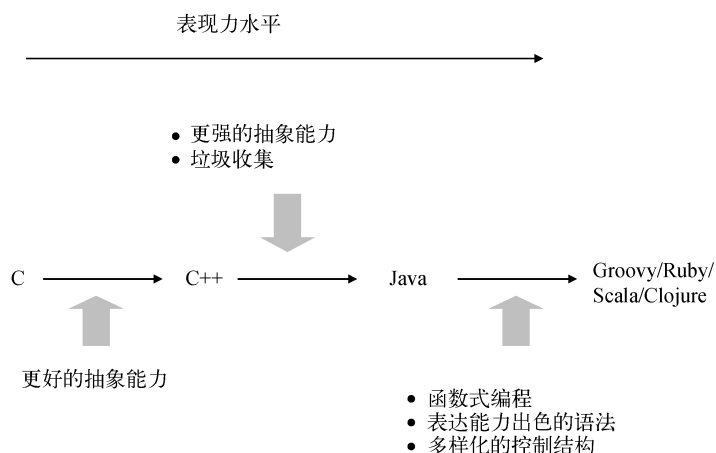 表现力水平
● 更强的抽象能力
● 垃圾收集
C
C++
Java
Groovy/Ruby/
Scala/Clojure
更好的抽象能力
● 函数式编程
● 表达能力出色的语法
● 多样化的控制结构